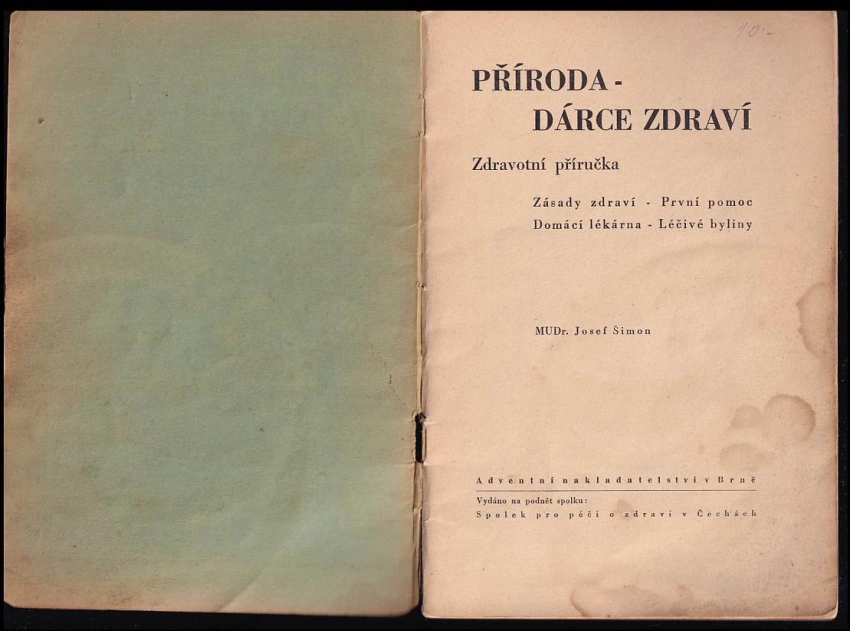 10.-
PŘÍRODA -
DÁRCE ZDRAVÍ
Zdravotní příručka
Zásady zdraví - První pomoc
Domácí lékárna - Léčivé byliny
MUDr. Josef Šimon
Adventní nakladatelství v Brně
Vydáno na podnět spolku:
Spolek pro péči o zdraví v Čechách